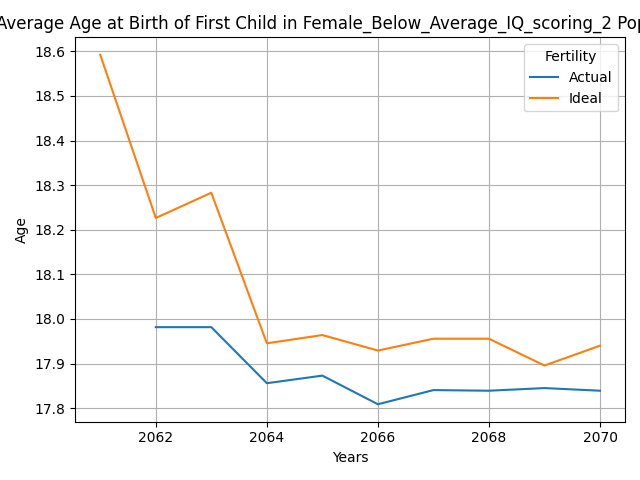 Average Age at Birth of First Child in Female_Below_Average_IQ_scoring_2 Pop
Fertility
Actual
Ideal
18.6
18.5
18.4
18.3
18.2
18.1
18.0
17.9
17.8
Age
2062
2064
2066
2068
2070
Years